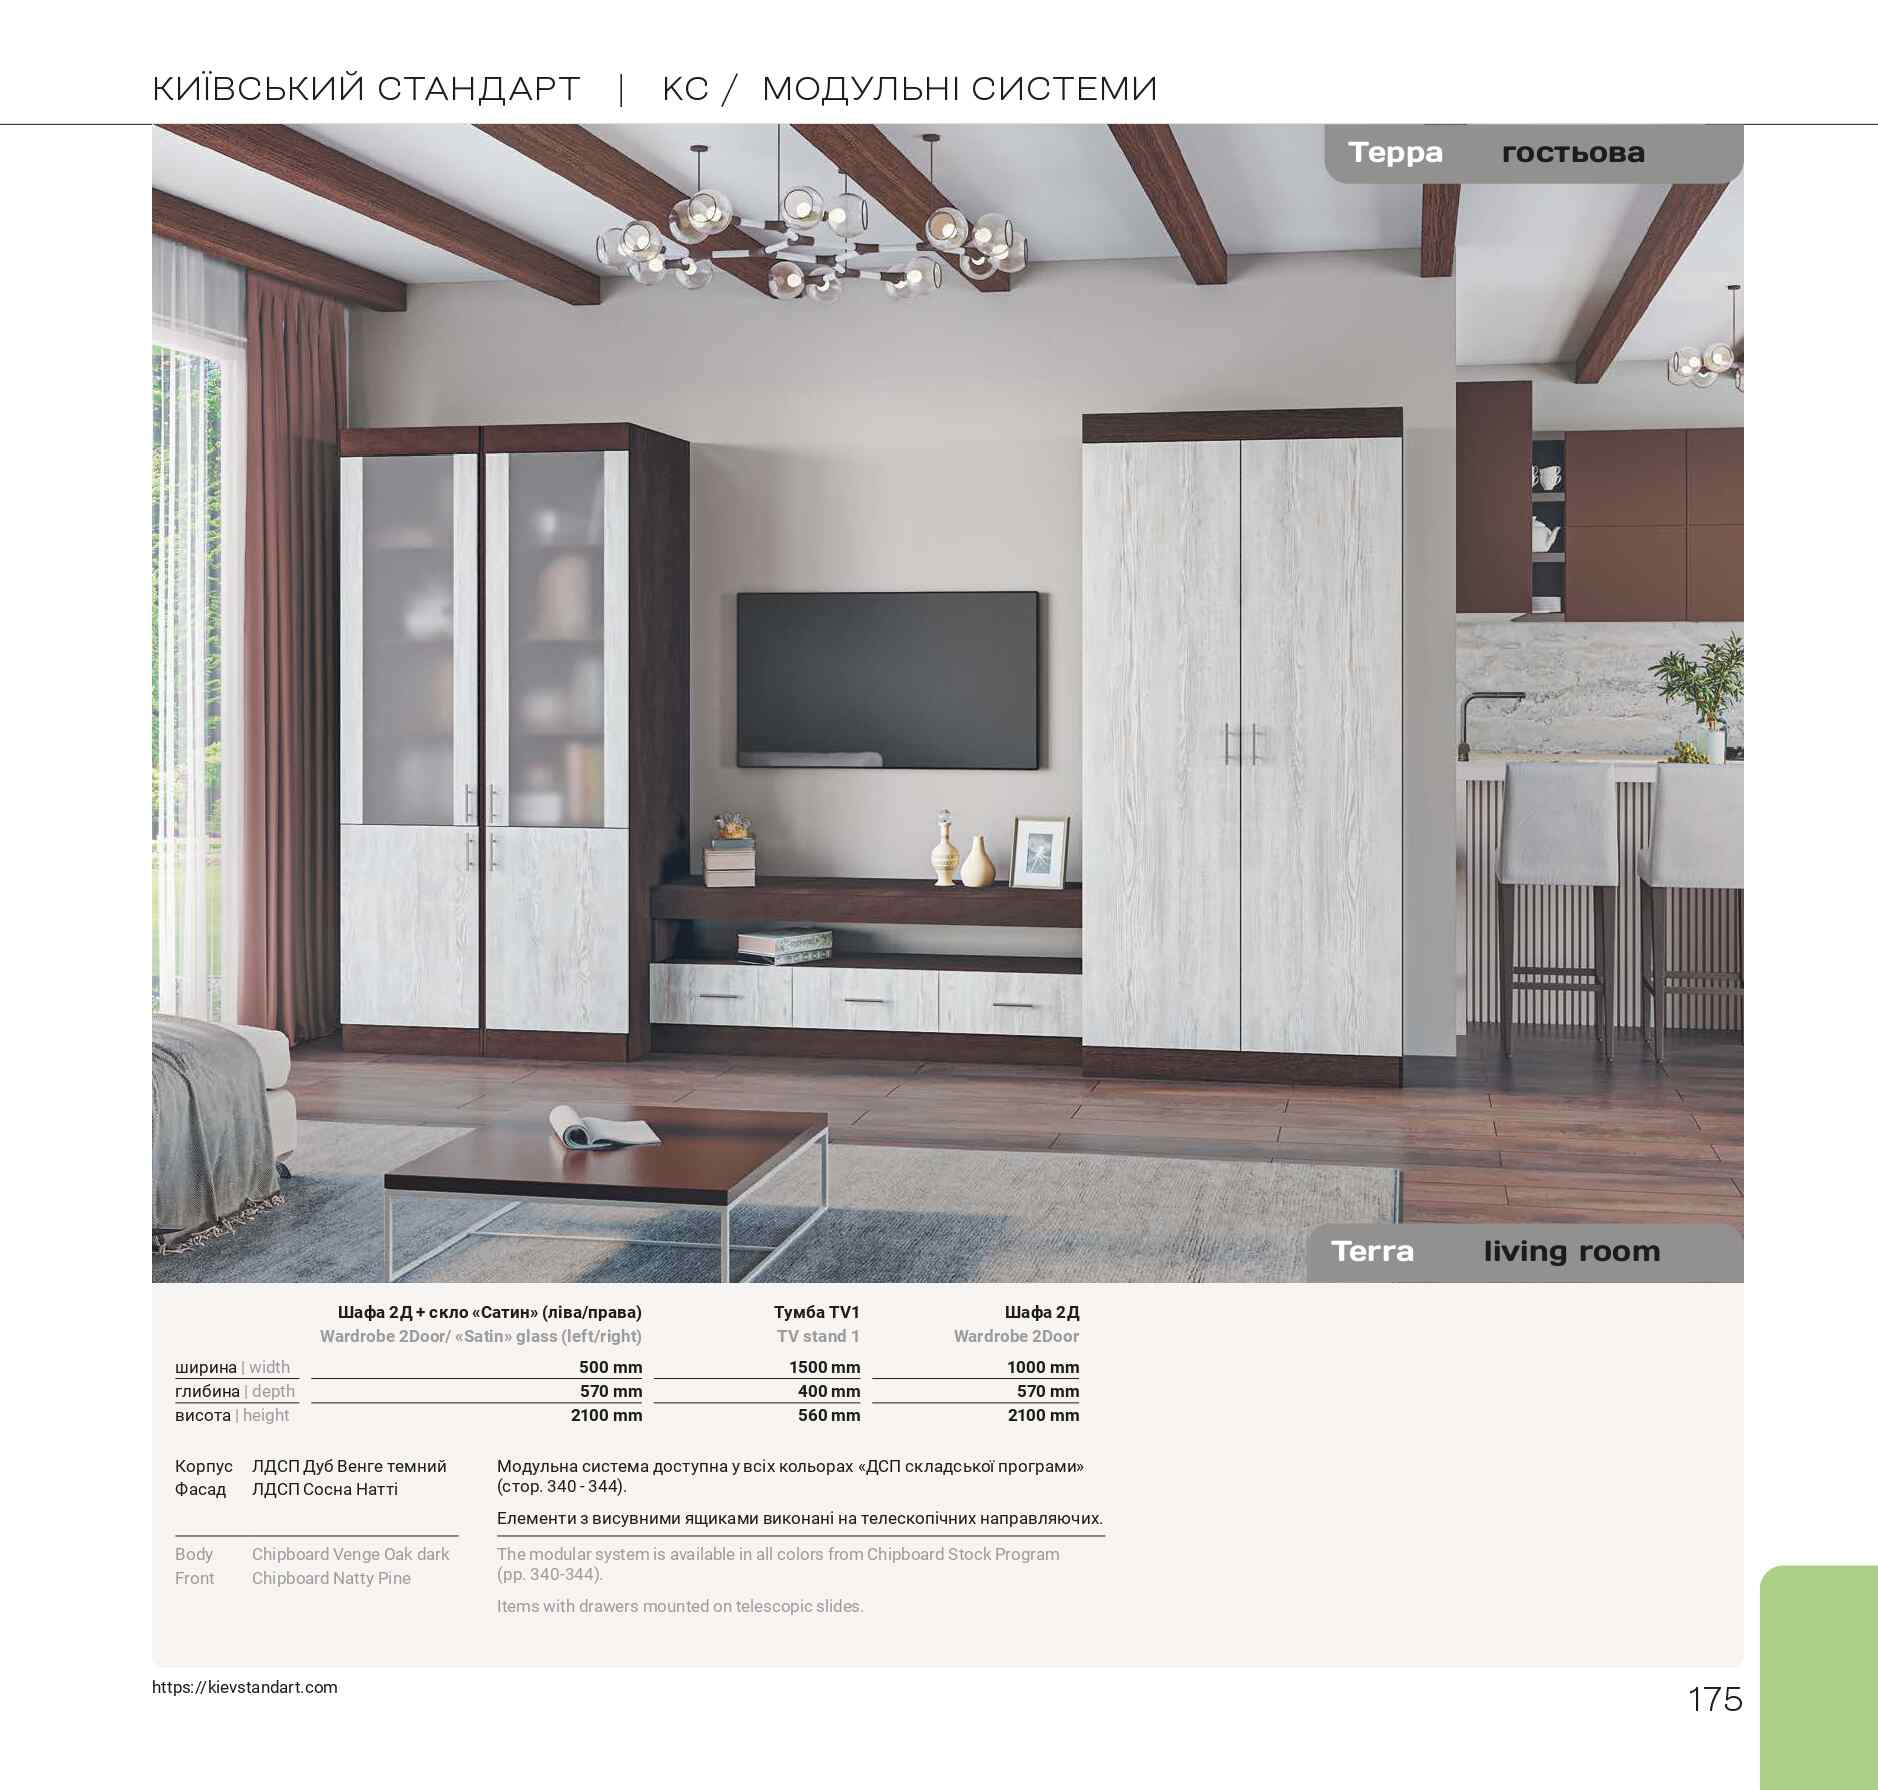 КИЇВСЬКИЙ СТАНДАРТ | КС / МОДУЛЬНІ СИСТЕМИ
Терра гостьова
Terra living room
Шафа 2Д + скло «Сатин» (ліва/права) Тумба TV1 Шафа 2Д
Wardrobe 2Door/ «Satin» glass (left/right) TV stand 1 Wardrobe 2Door
ширина | width 500 mm 1500 mm 1000 mm
глибина | depth 570 mm 400 mm 570 mm
висота | height 2100 mm 560 mm 2100 mm
Корпус ЛДСП Дуб Венге темний
Фасад ЛДСП Сосна Натті
Модульна система доступна у всіх кольорах «ДСП складської програми»
(стор. 340 - 344).
Елементи з висувними ящиками виконані на телескопічних направляючих.
Body Chipboard Venge Oak dark
Front Chipboard Natty Pine
The modular system is available in all colors from Chipboard Stock Program
(pp. 340-344).
Items with drawers mounted on telescopic slides.
https://kievstandart.com
175